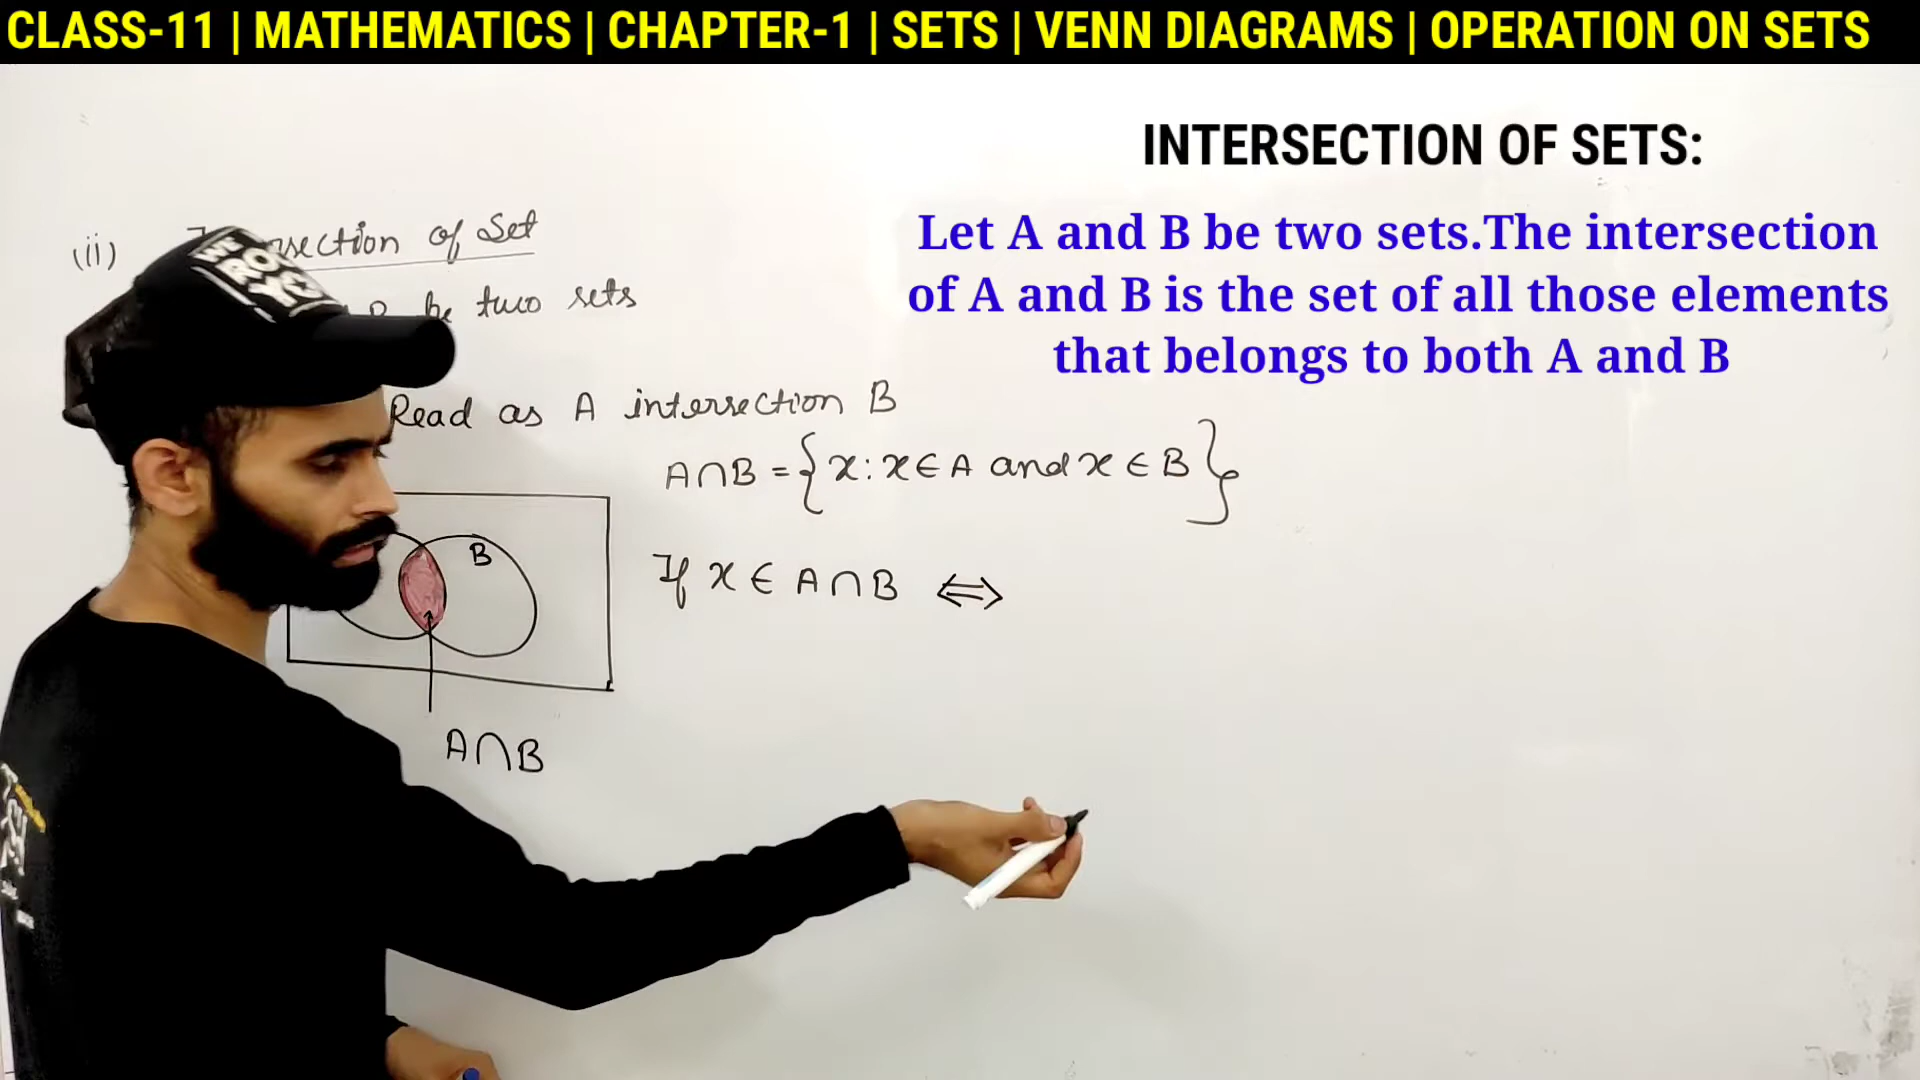 CLASS-11 | MATHEMATICS | CHAPTER-1 | SETS | VENN DIAGRAMS | OPERATION ON SETS
INTERSECTION OF SETS:
Let A and B be two sets.The intersection
of A and B is the set of all those elements
that belongs to both A and B
(ii) of Set
be two sets
Read as A intersection B
A∩B = {x : x ∈ A and x ∈ B}
B
If x ∈ A∩B ⇔
A∩B